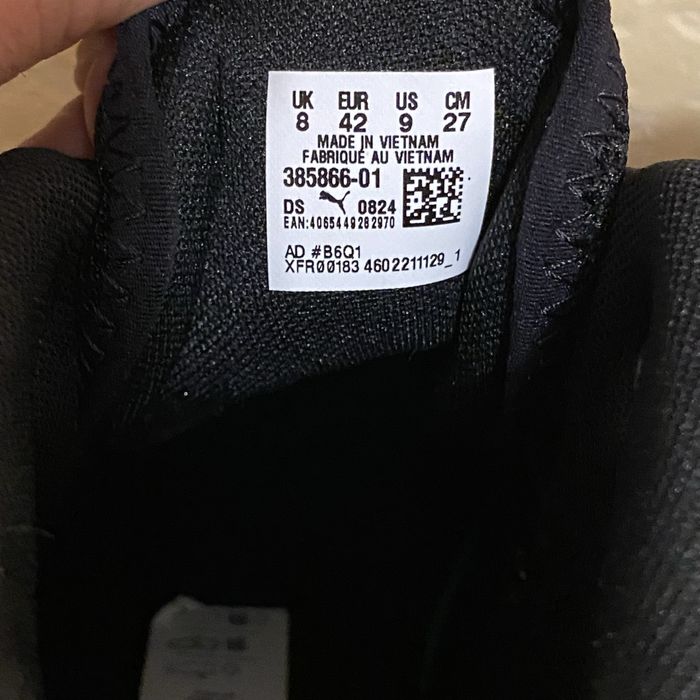 UK EUR US CM
8 42 9 27
MADE IN VIETNAM
FABRIQUÉ AU VIETNAM
385866-01
DS 0824
EAN:4065449282970
AD #B6Q1
XFR00183 4602211129_1